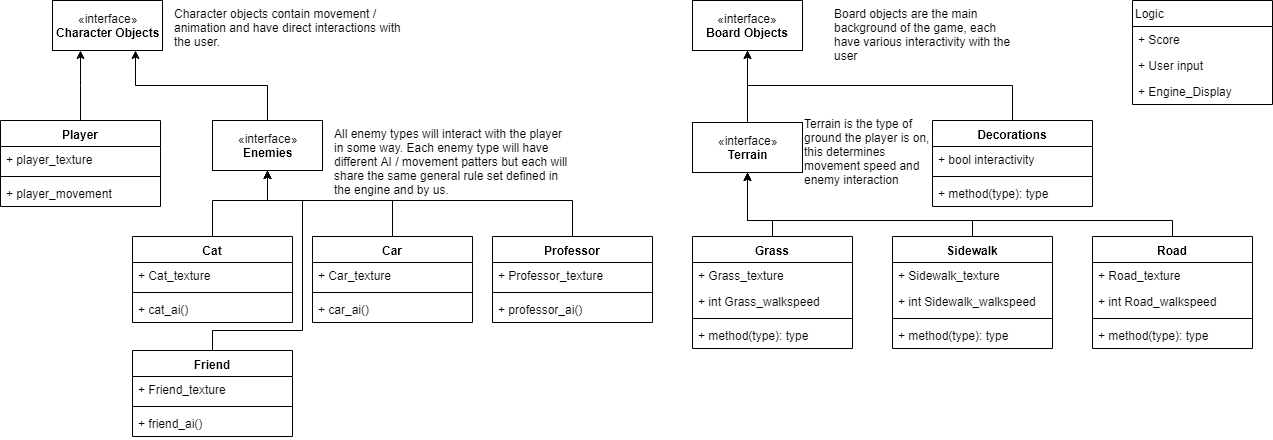 «interface»
Character Objects
Character objects contain movement /
animation and have direct interactions with
the user.
Player
+ player_texture
+ player_movement
«interface»
Enemies
All enemy types will interact with the player
in some way. Each enemy type will have
different AI / movement patters but each will
share the same general rule set defined in
the engine and by us.
Cat
+ Cat_texture
+ cat_ai()
Car
+ Car_texture
+ car_ai()
Professor
+ Professor_texture
+ professor_ai()
Friend
+ Friend_texture
+ friend_ai()
«interface»
Board Objects
Board objects are the main
background of the game, each
have various interactivity with the
user
«interface»
Terrain
Terrain is the type of
ground the player is on,
this determines
movement speed and
enemy interaction
Decorations
+ bool interactivity
+ method(type): type
Grass
+ Grass_texture
+ int Grass_walkspeed
+ method(type): type
Sidewalk
+ Sidewalk_texture
+ int Sidewalk_walkspeed
+ method(type): type
Road
+ Road_texture
+ int Road_walkspeed
+ method(type): type
Logic
+ Score
+ User input
+ Engine_Display